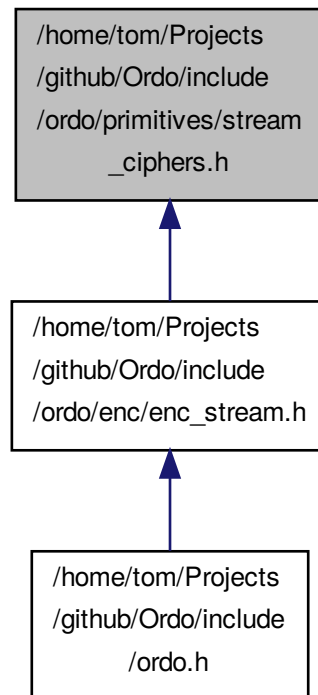 /home/tom/Projects
/github/Ordo/include
/ordo/primitives/stream
_ciphers.h
/home/tom/Projects
/github/Ordo/include
/ordo/enc/enc_stream.h
/home/tom/Projects
/github/Ordo/include
/ordo.h